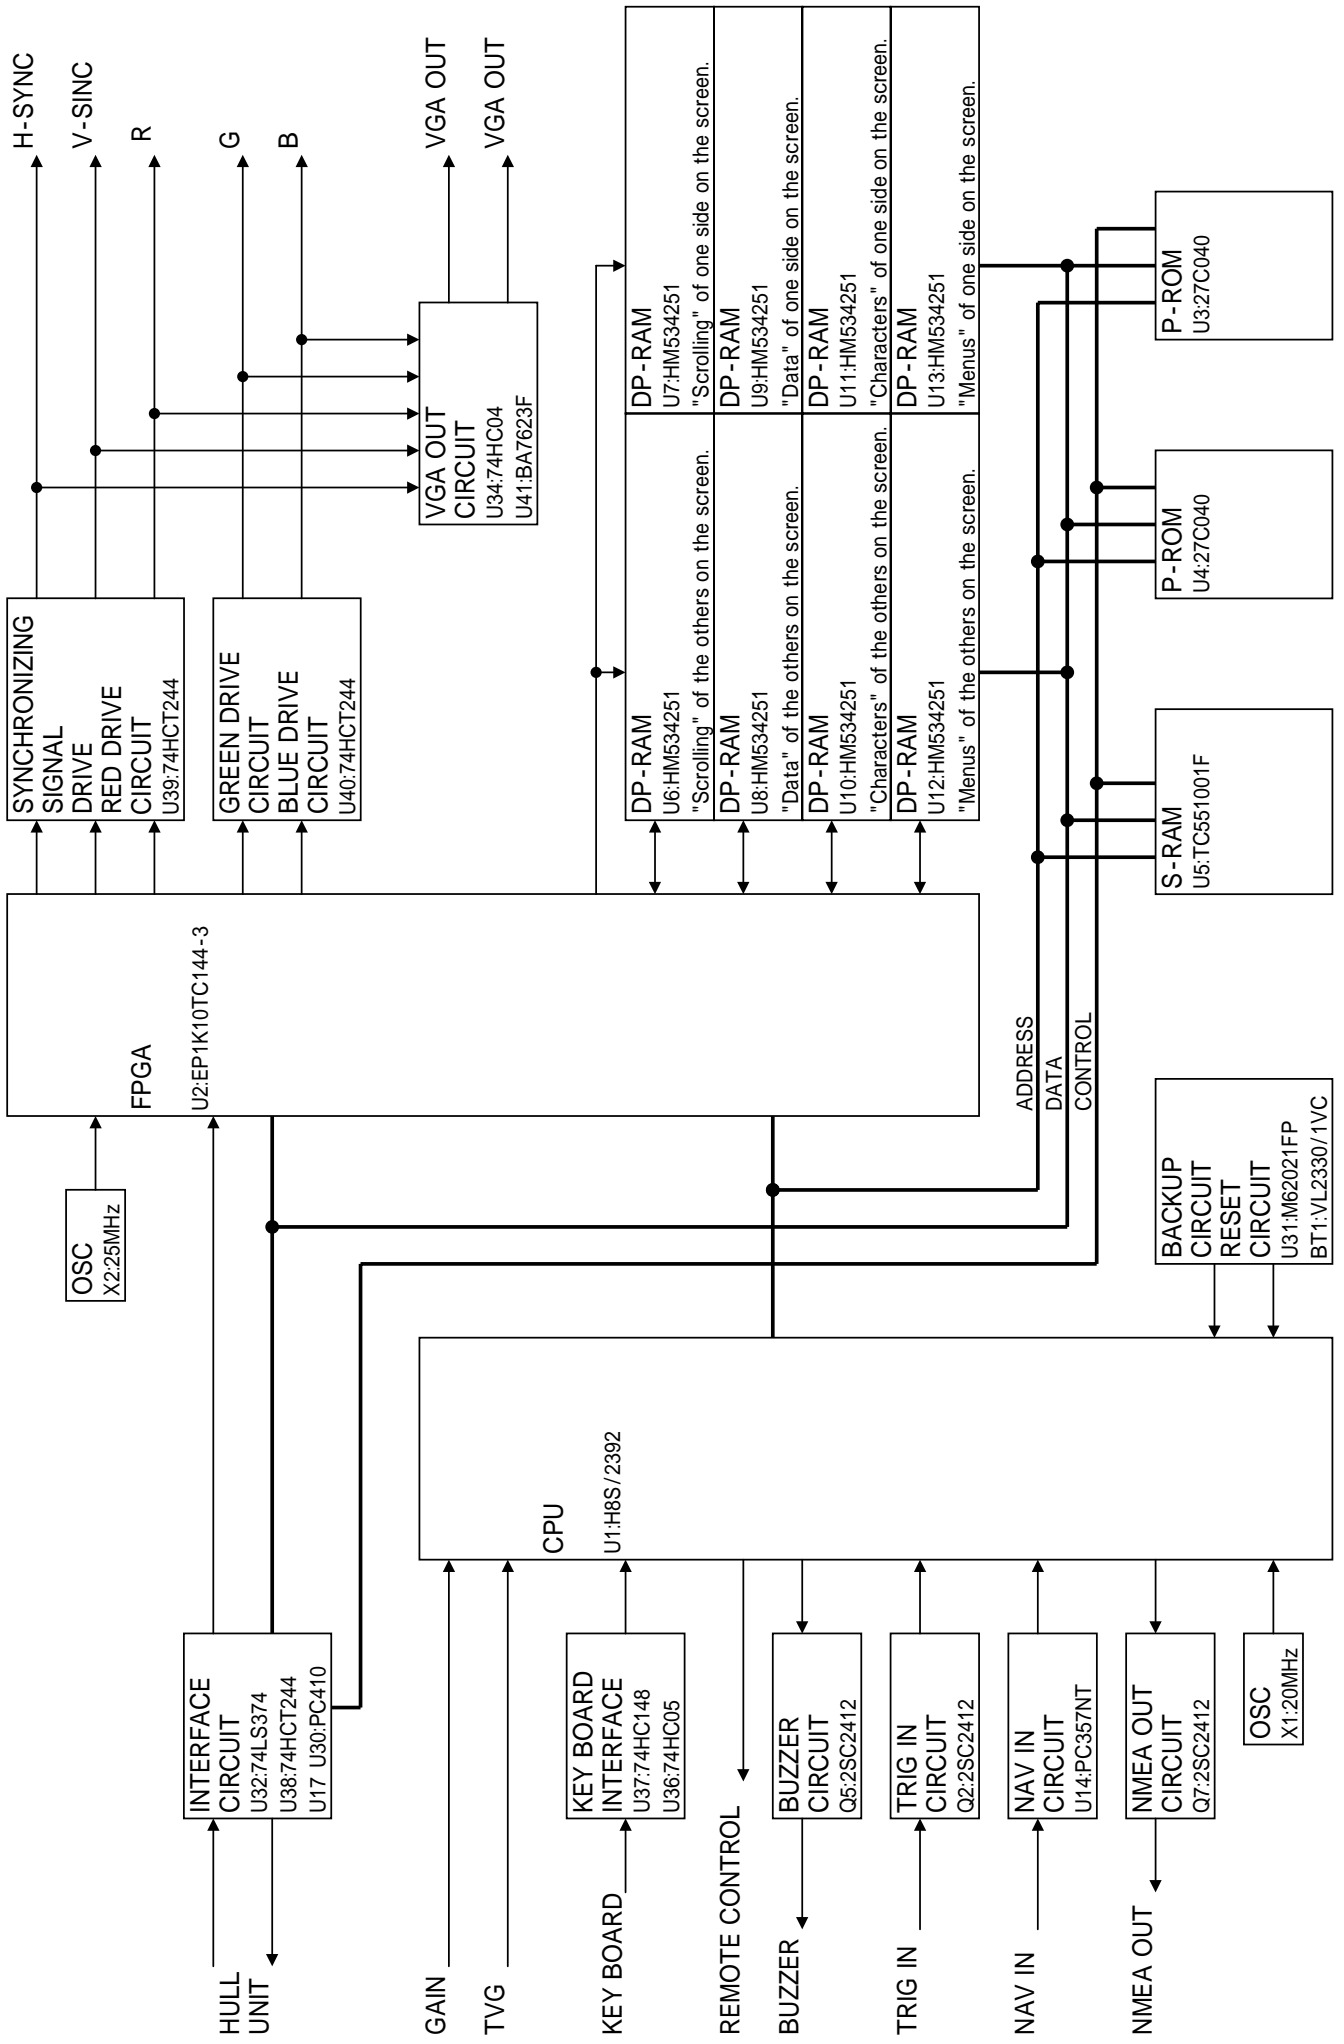 HULL
UNIT
GAIN
TVG
KEY BOARD
REMOTE CONTROL
BUZZER
TRIG IN
NAV IN
NMEA OUT
INTERFACE
CIRCUIT
U32:74LS374
U38:74HCT244
U17 U30:PC410
KEY BOARD
INTERFACE
U37:74HC148
U36:74HC05
BUZZER
CIRCUIT
Q5:2SC2412
TRIG IN
CIRCUIT
Q2:2SC2412
NAV IN
CIRCUIT
U14:PC357NT
NMEA OUT
CIRCUIT
Q7:2SC2412
OSC
X1:20MHz
CPU
U1:H8S/2392
OSC
X2:25MHz
BACKUP
CIRCUIT
RESET
CIRCUIT
U31:M62021FP
BT1:VL2330/1VC
FPGA
U2:EP1K10TC144-3
ADDRESS
DATA
CONTROL
SYNCHRONIZING
SIGNAL
DRIVE
RED DRIVE
CIRCUIT
U39:74HCT244
GREEN DRIVE
CIRCUIT
BLUE DRIVE
CIRCUIT
U40:74HCT244
DP-RAM
U6:HM534251
"Scrolling" of the others on the screen.
DP-RAM
U8:HM534251
"Data" of the others on the screen.
DP-RAM
U10:HM534251
"Characters" of the others on the screen.
DP-RAM
U12:HM534251
"Menus" of the others on the screen.
S-RAM
U5:TC551001F
VGA OUT
CIRCUIT
U34:74HC04
U41:BA7623F
DP-RAM
U7:HM534251
"Scrolling" of one side on the screen.
DP-RAM
U9:HM534251
"Data" of one side on the screen.
DP-RAM
U11:HM534251
"Characters" of one side on the screen.
DP-RAM
U13:HM534251
"Menus" of one side on the screen.
P-ROM
U4:27C040
P-ROM
U3:27C040
H-SYNC
V-SINC
R
G
B
VGA OUT
VGA OUT